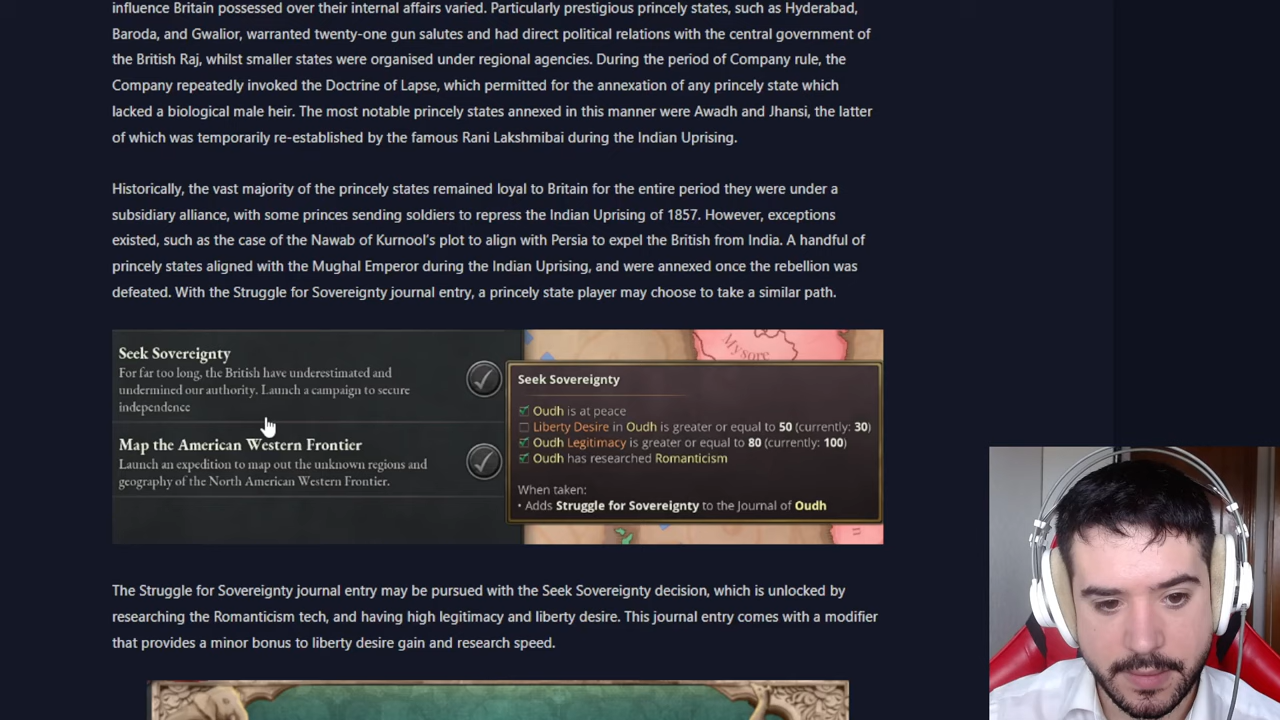 influence Britain possessed over their internal affairs varied. Particularly prestigious princely states, such as Hyderabad,
Baroda, and Gwalior, warranted twenty-one gun salutes and had direct political relations with the central government of
the British Raj, whilst smaller states were organised under regional agencies. During the period of Company rule, the
Company repeatedly invoked the Doctrine of Lapse, which permitted for the annexation of any princely state which
lacked a biological male heir. The most notable princely states annexed in this manner were Awadh and Jhansi, the latter
of which was temporarily re-established by the famous Rani Lakshmibai during the Indian Uprising.
Historically, the vast majority of the princely states remained loyal to Britain for the entire period they were under a
subsidiary alliance, with some princes sending soldiers to repress the Indian Uprising of 1857. However, exceptions
existed, such as the case of the Nawab of Kurnool's plot to align with Persia to expel the British from India. A handful of
princely states aligned with the Mughal Emperor during the Indian Uprising, and were annexed once the rebellion was
defeated. With the Struggle for Sovereignty journal entry, a princely state player may choose to take a similar path.
Seek Sovereignty
For far too long, the British have underestimated and
undermined our authority. Launch a campaign to secure
independence
Map the American Western Frontier
Launch an expedition to map out the unknown regions and
geography of the North American Western Frontier.
Mysore
Seek Sovereignty
Oudh is at peace
Liberty Desire in Oudh is greater or equal to 50 (currently: 30)
Oudh Legitimacy is greater or equal to 80 (currently: 100)
Oudh has researched Romanticism
When taken:
• Adds Struggle for Sovereignty to the Journal of Oudh
The Struggle for Sovereignty journal entry may be pursued with the Seek Sovereignty decision, which is unlocked by
researching the Romanticism tech, and having high legitimacy and liberty desire. This journal entry comes with a modifier
that provides a minor bonus to liberty desire gain and research speed.